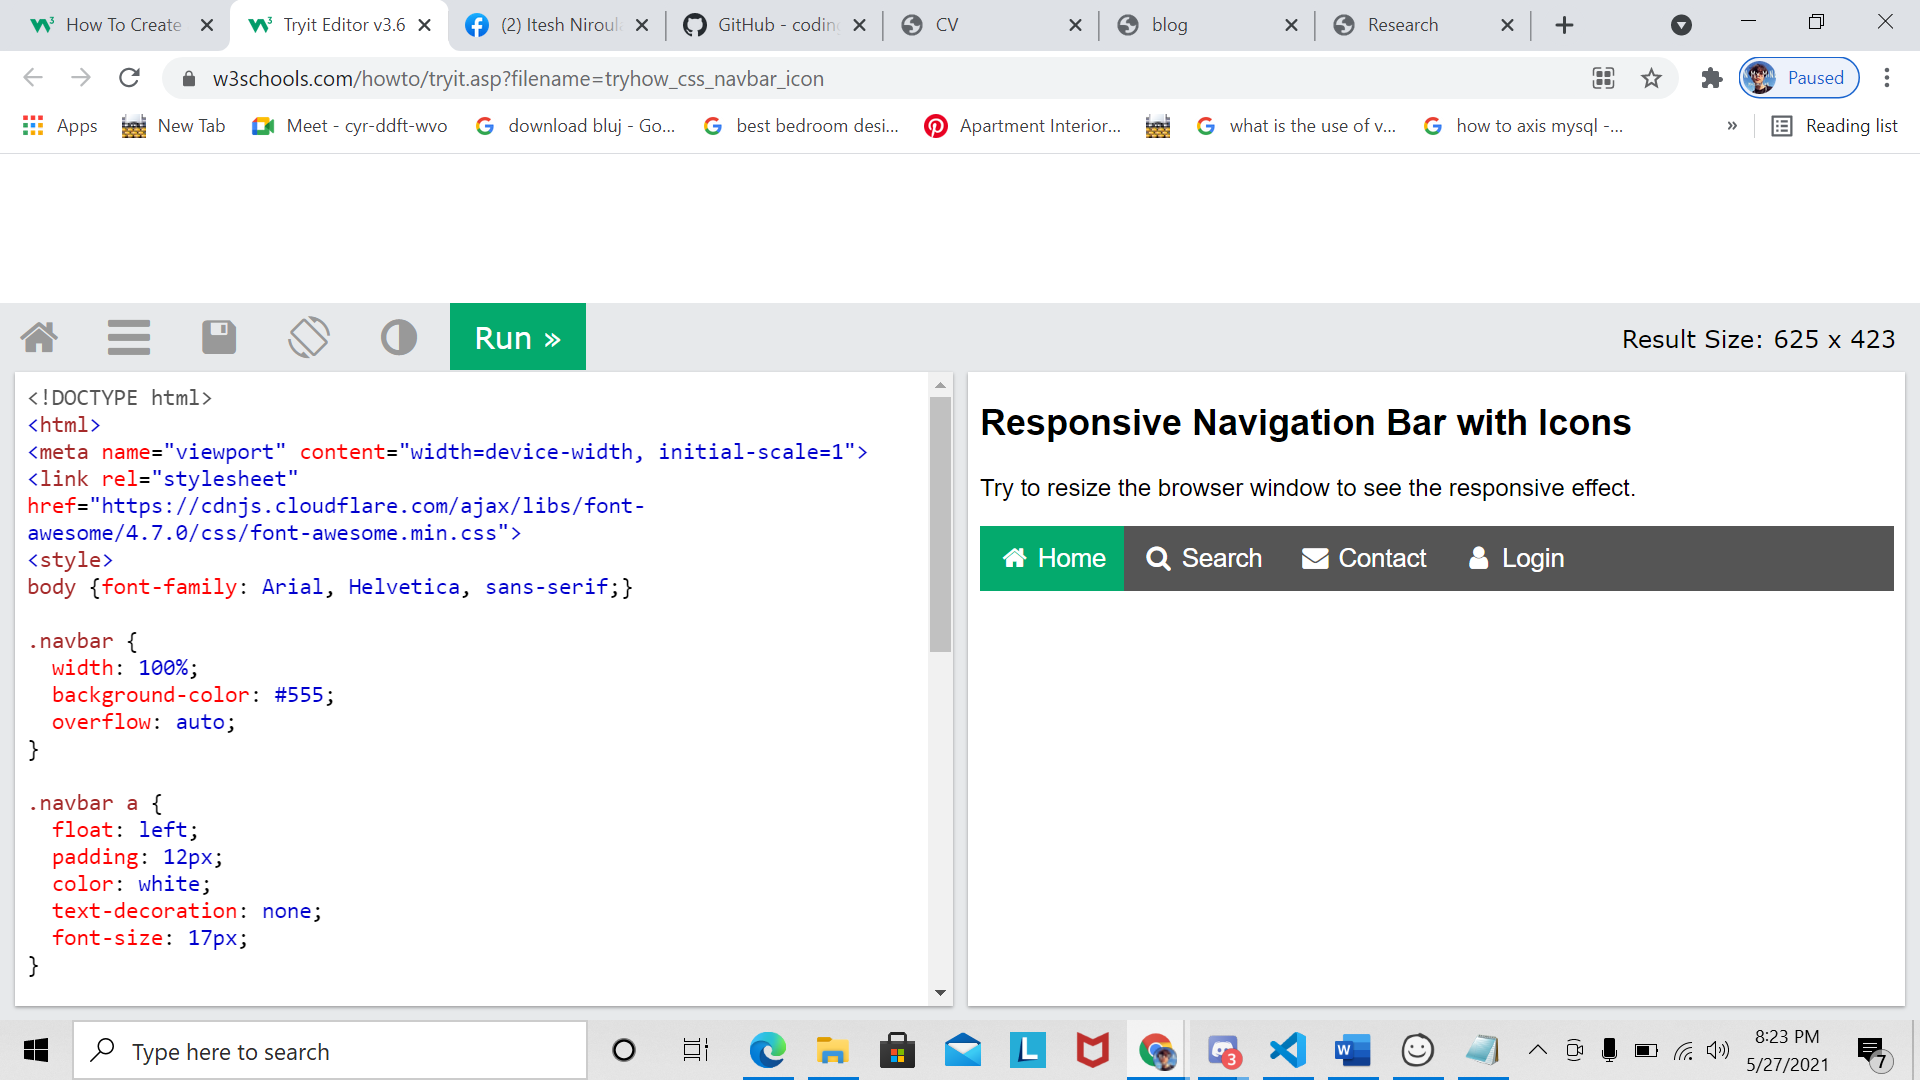 How To Create
Tryit Editor v3.6
(2) Itesh Niroula
GitHub - coding
CV
blog
Research
w3schools.com/howto/tryit.asp?filename=tryhow_css_navbar_icon
Paused
Apps
New Tab
Meet - cyr-ddft-wvo
download bluj - Go...
best bedroom desi...
Apartment Interior...
what is the use of v...
how to axis mysql -...
»
Reading list
Run »
Result Size: 625 x 423
<!DOCTYPE html>
<html>
<meta name="viewport" content="width=device-width, initial-scale=1">
<link rel="stylesheet"
href="https://cdnjs.cloudflare.com/ajax/libs/font-
awesome/4.7.0/css/font-awesome.min.css">
<style>
body {font-family: Arial, Helvetica, sans-serif;}
.navbar {
width: 100%;
background-color: #555;
overflow: auto;
}
.navbar a {
float: left;
padding: 12px;
color: white;
text-decoration: none;
font-size: 17px;
}
Responsive Navigation Bar with Icons
Try to resize the browser window to see the responsive effect.
Home
Search
Contact
Login
Type here to search
L
W
3
8:23 PM
5/27/2021
7